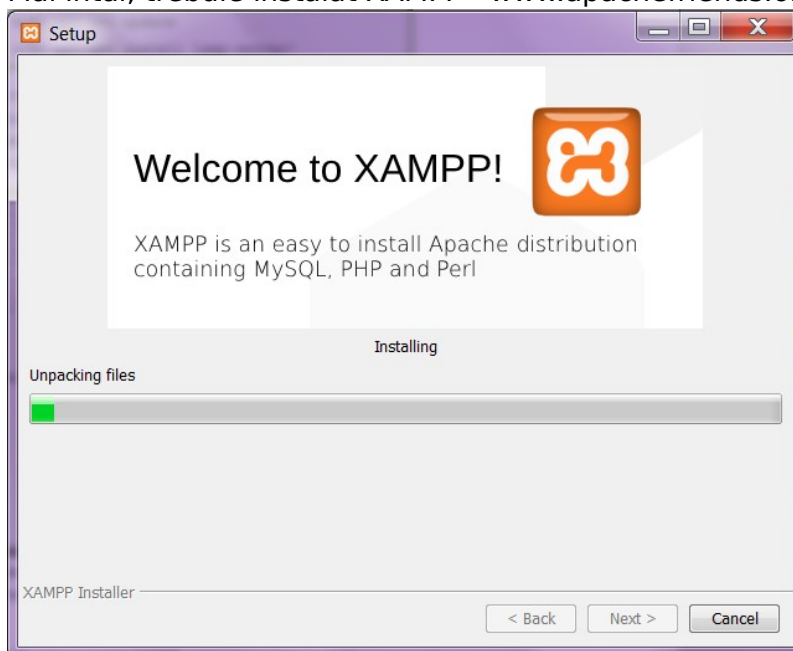 Setup
Welcome to XAMPP!
XAMPP is an easy to install Apache distribution
containing MySQL, PHP and Perl
Installing
Unpacking files
XAMPP Installer
< Back
Next >
Cancel